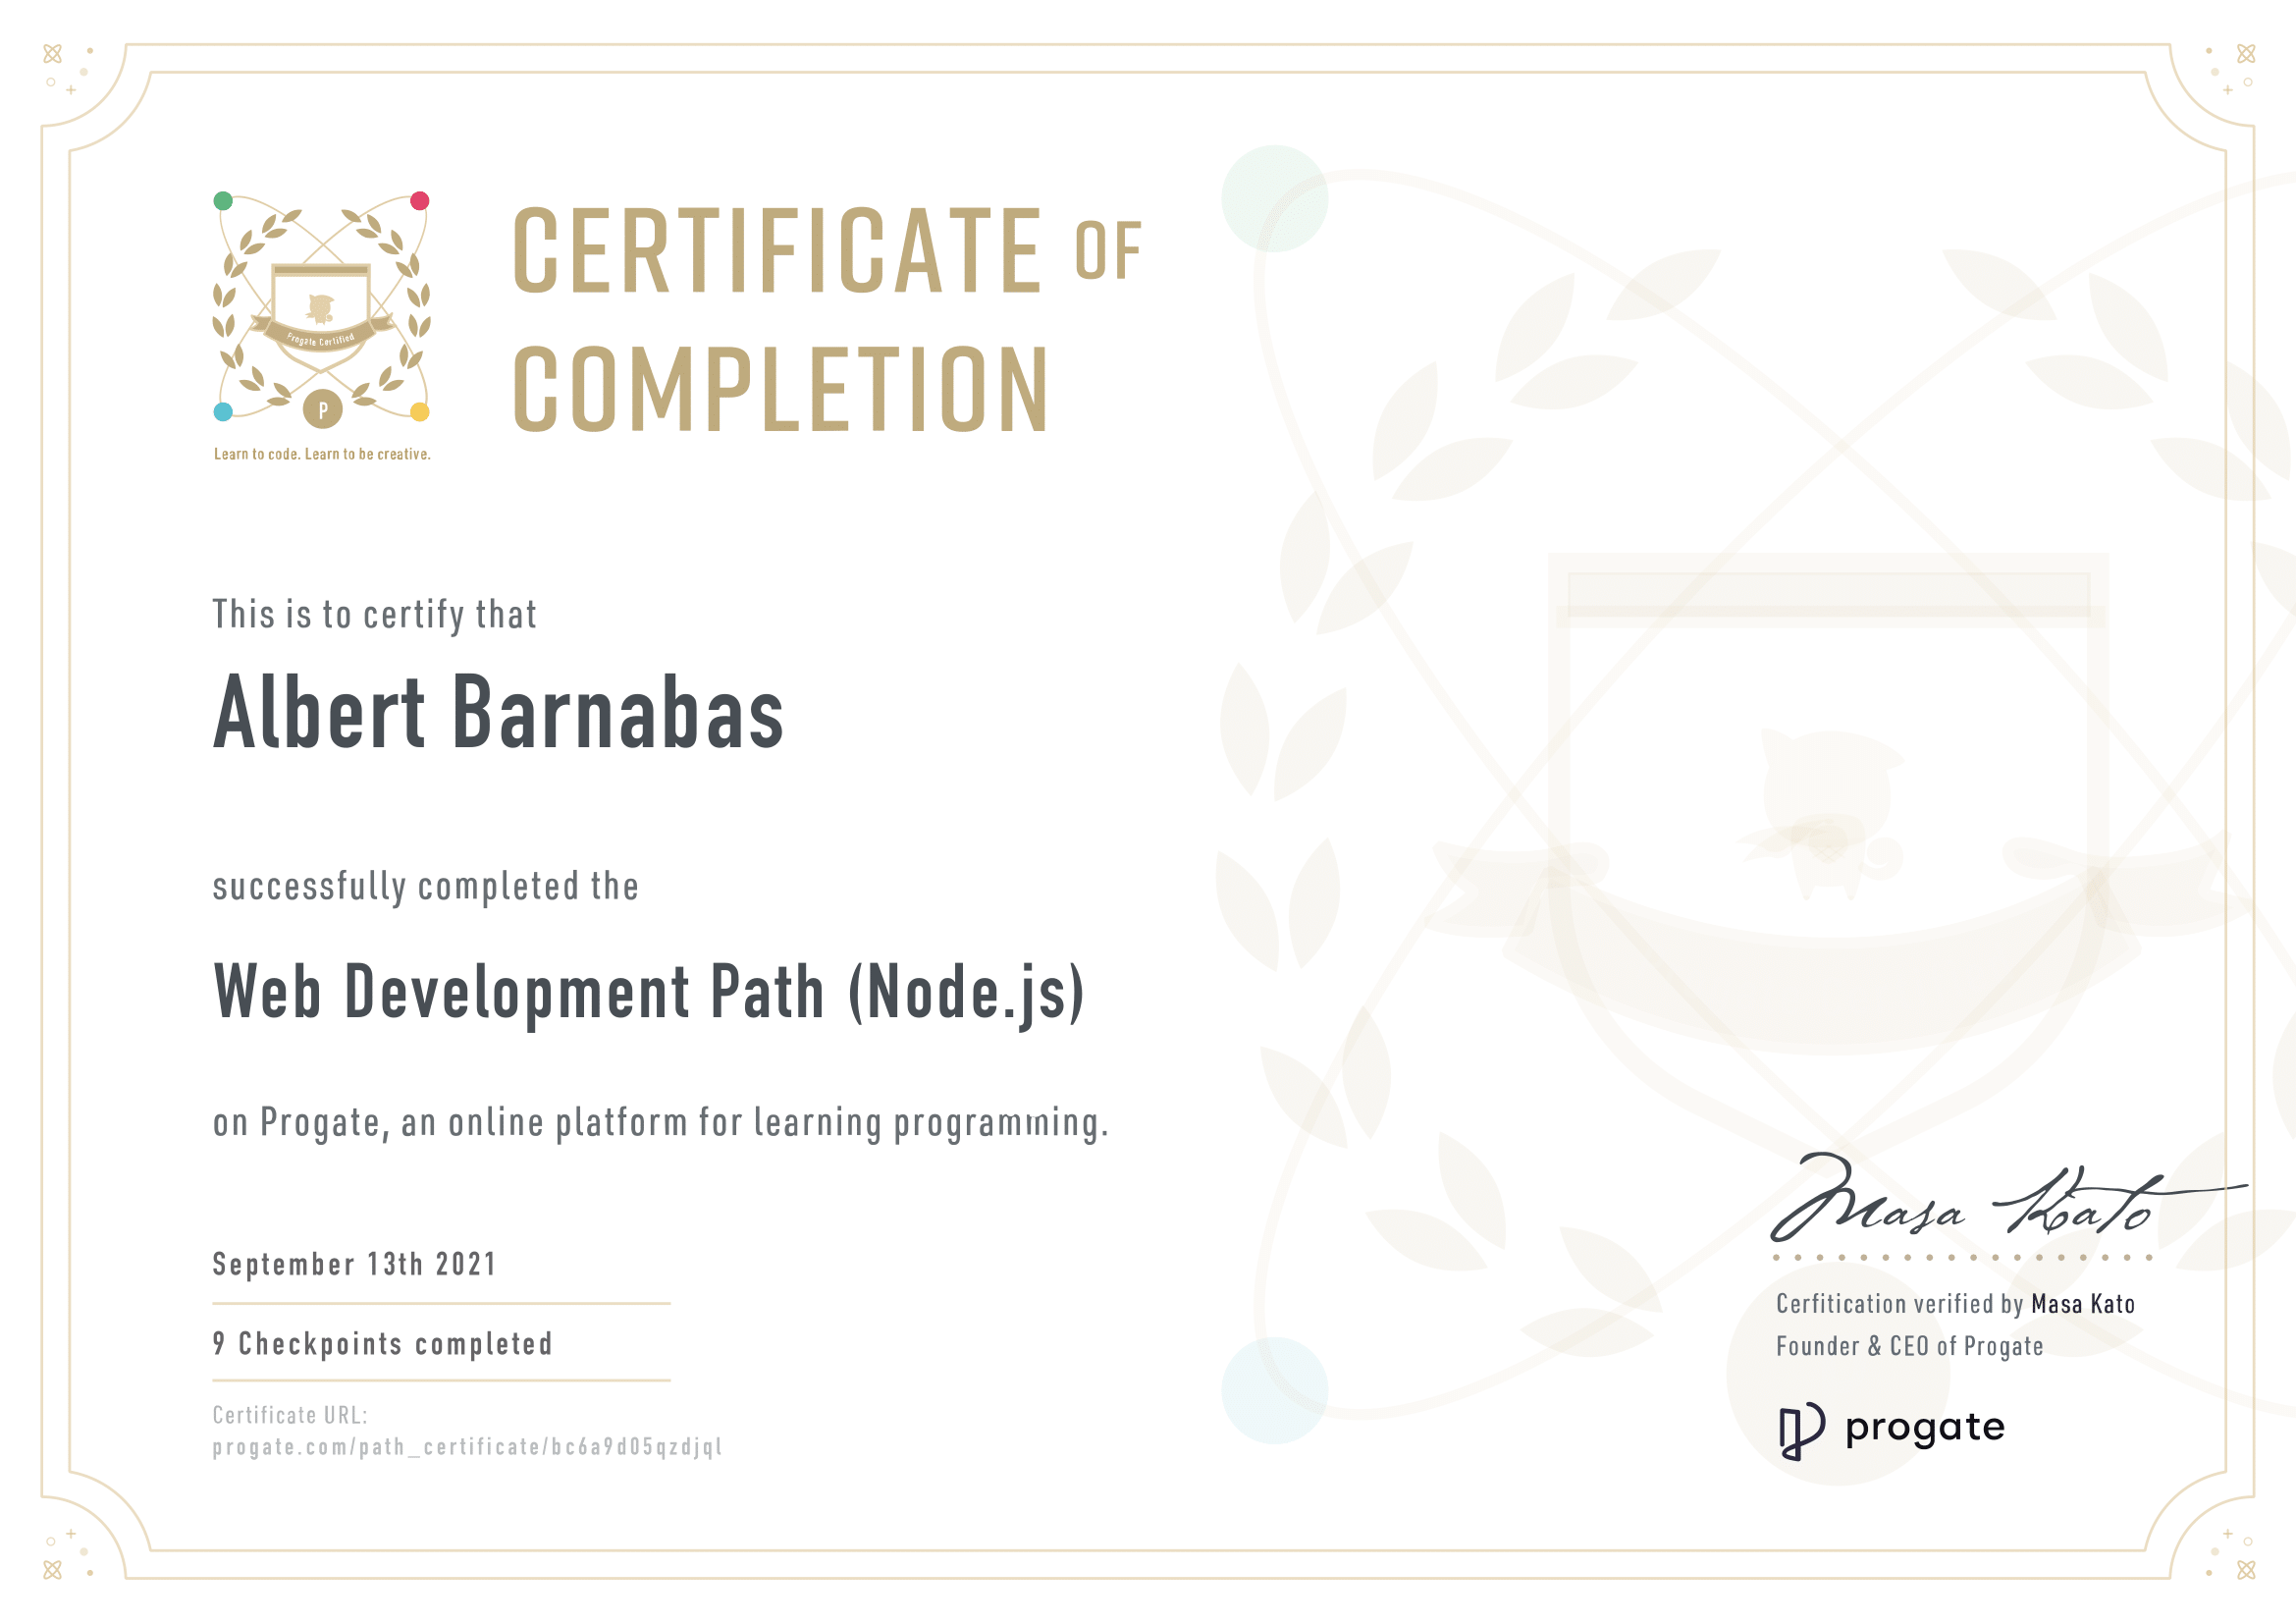 CERTIFICATE OF
COMPLETION
Progate Certified
P
Learn to code. Learn to be creative.
This is to certify that
Albert Barnabas
successfully completed the
Web Development Path (Node.js)
on Progate, an online platform for learning programming.
September 13th 2021
9 Checkpoints completed
Certificate URL:
progate.com/path_certificate/bc6a9d05qzdjql
Masa Kato
Cerfitication verified by Masa Kato
Founder & CEO of Progate
progate